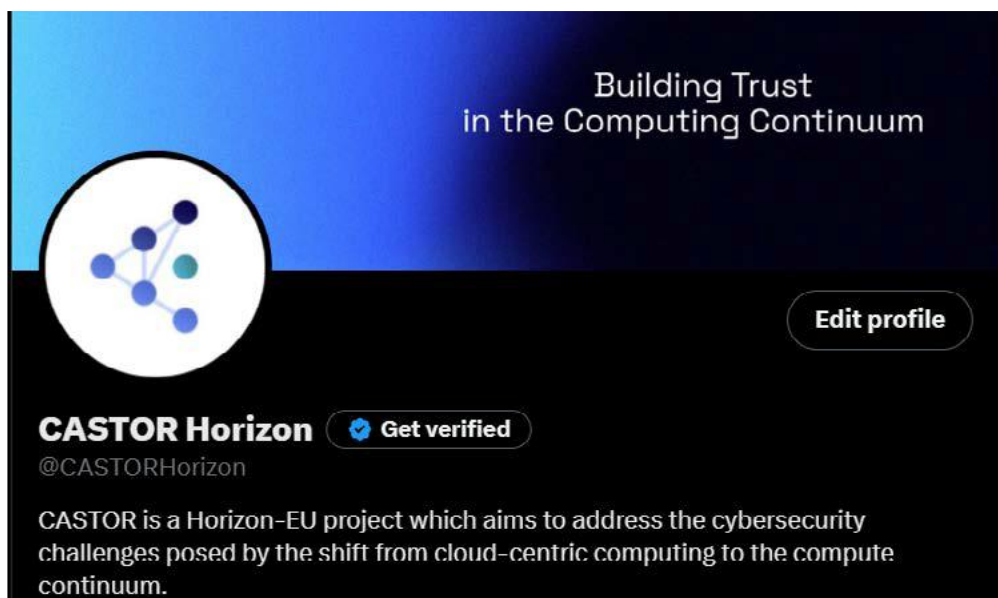 Building Trust
in the Computing Continuum
Edit profile
CASTOR Horizon Get verified
@CASTORHorizon
CASTOR is a Horizon-EU project which aims to address the cybersecurity
challenges posed by the shift from cloud-centric computing to the compute
continuum.